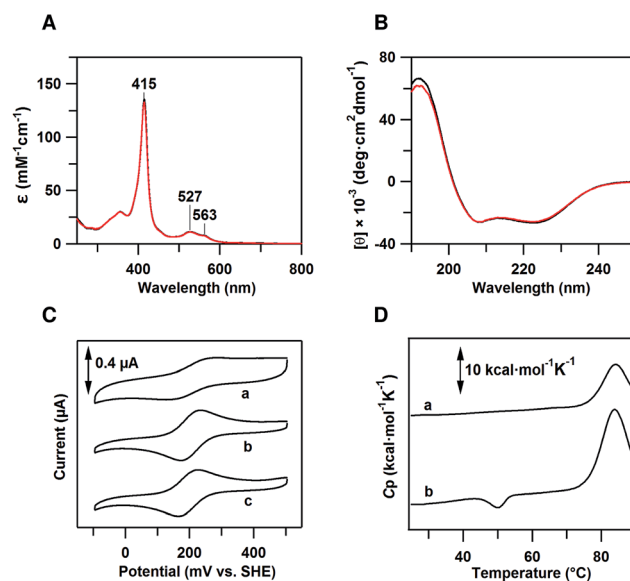 A
150
100
50
0
ε (mM⁻¹cm⁻¹)
415
527
563
400
600
800
Wavelength (nm)
B
60
0
-40
[θ] × 10⁻³ (deg·cm²dmol⁻¹)
200
220
240
Wavelength (nm)
C
0.4 µA
a
b
c
Current (µA)
0
200
400
Potential (mV vs. SHE)
D
10 kcal·mol⁻¹K⁻¹
a
b
Cp (kcal·mol⁻¹K⁻¹)
40
60
80
Temperature (°C)